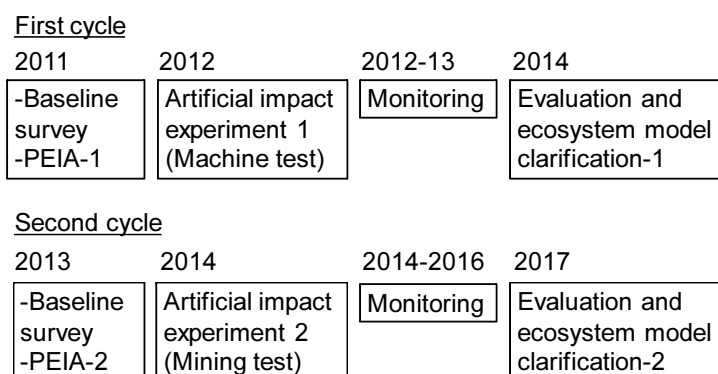 First cycle
2011 2012 2012-13 2014
-Baseline Artificial impact Monitoring Evaluation and
survey experiment 1 ecosystem model
-PEIA-1 (Machine test) clarification-1
Second cycle
2013 2014 2014-2016 2017
-Baseline Artificial impact Monitoring Evaluation and
survey experiment 2 ecosystem model
-PEIA-2 (Mining test) clarification-2